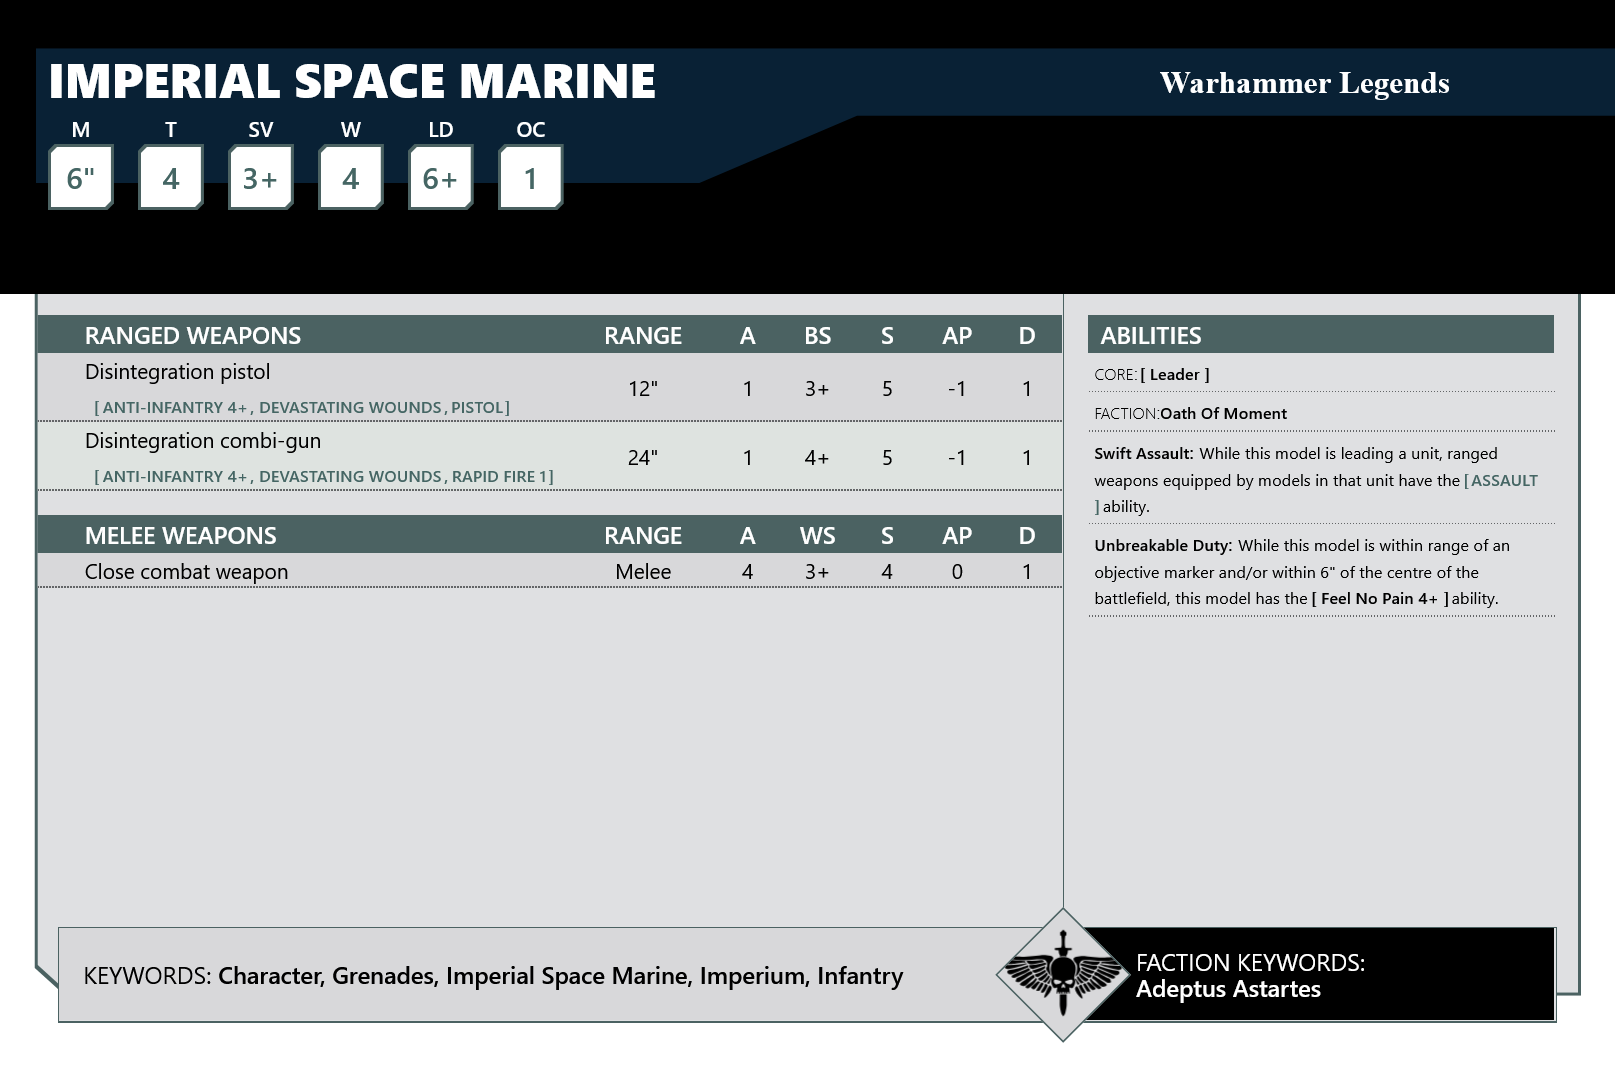 IMPERIAL SPACE MARINE
Warhammer Legends
M T SV W LD OC
6" 4 3+ 4 6+ 1
RANGED WEAPONS RANGE A BS S AP D
Disintegration pistol
[ ANTI-INFANTRY 4+ , DEVASTATING WOUNDS , PISTOL ]
12" 1 3+ 5 -1 1
Disintegration combi-gun
[ ANTI-INFANTRY 4+ , DEVASTATING WOUNDS , RAPID FIRE 1 ]
24" 1 4+ 5 -1 1
MELEE WEAPONS RANGE A WS S AP D
Close combat weapon Melee 4 3+ 4 0 1
ABILITIES
CORE: [ Leader ]
FACTION: Oath Of Moment
Swift Assault: While this model is leading a unit, ranged
weapons equipped by models in that unit have the [ ASSAULT
] ability.
Unbreakable Duty: While this model is within range of an
objective marker and/or within 6" of the centre of the
battlefield, this model has the [ Feel No Pain 4+ ] ability.
KEYWORDS: Character, Grenades, Imperial Space Marine, Imperium, Infantry
FACTION KEYWORDS:
Adeptus Astartes